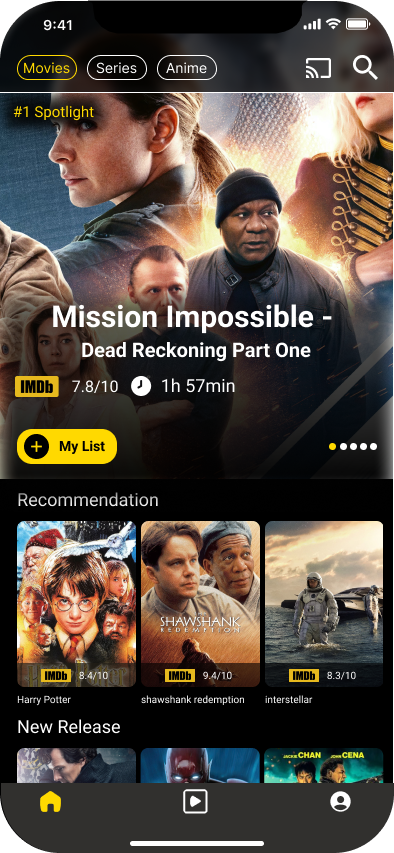 9:41
Movies Series Anime
#1 Spotlight
Mission Impossible -
Dead Reckoning Part One
IMDb 7.8/10 1h 57min
My List
Recommendation
SHAWSHANK
REDEMPTION
IMDb 8.4/10 IMDb 9.4/10 IMDb 8.3/10
Harry Potter shawshank redemption interstellar
New Release
JACKIE CHAN JOHN CENA